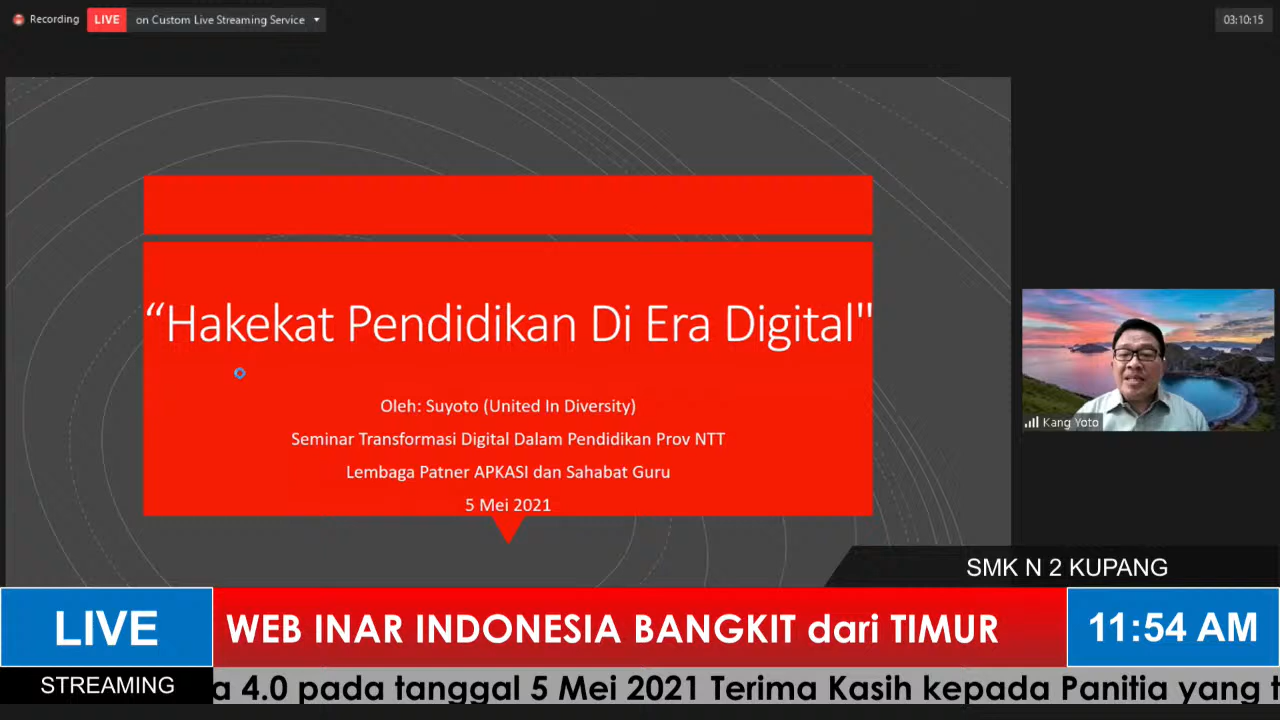 Recording
LIVE
on Custom Live Streaming Service
03:10:15
“Hakekat Pendidikan Di Era Digital"
Oleh: Suyoto (United In Diversity)
Seminar Transformasi Digital Dalam Pendidikan Prov NTT
Lembaga Patner APKASI dan Sahabat Guru
5 Mei 2021
Kang Yoto
SMK N 2 KUPANG
LIVE
WEB INAR INDONESIA BANGKIT dari TIMUR
11:54 AM
STREAMING
a 4.0 pada tanggal 5 Mei 2021 Terima Kasih kepada Panitia yang t